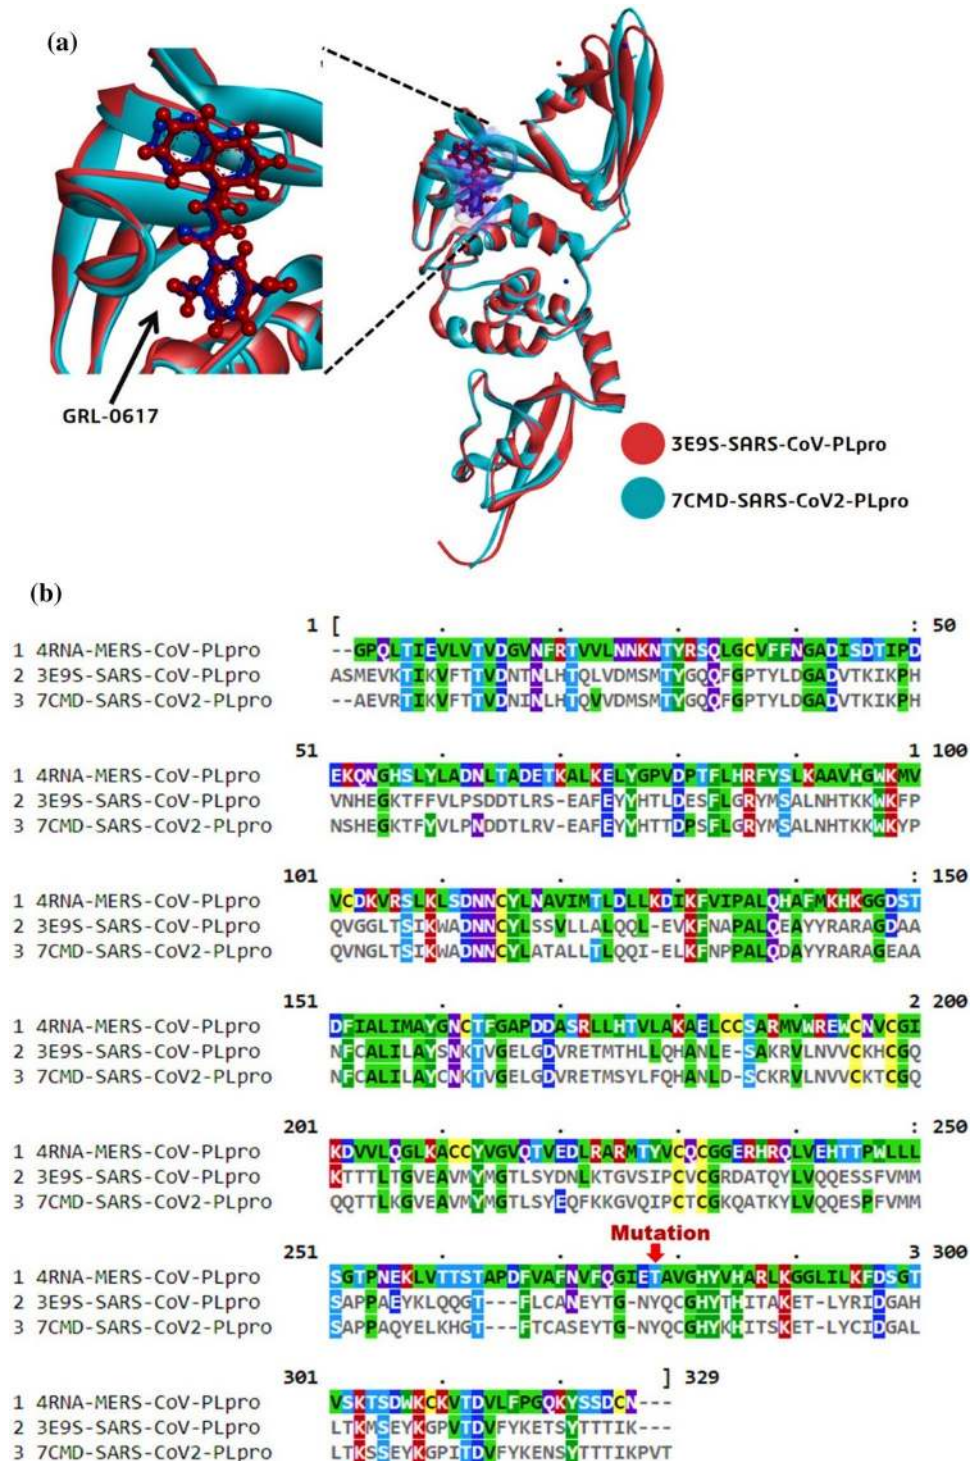 (a)
GRL-0617
3E9S-SARS-CoV-PLpro
7CMD-SARS-CoV2-PLpro
(b)
1 [ . . . : 50
1 4RNA-MERS-CoV-PLpro --GPQLTIEVLVTVDGVNFRTVVLNNKNTYRSQLGCVFFNGADISDTIPD
2 3E9S-SARS-CoV-PLpro ASMEVKTIKVFTTVDNTNLHTQLVDMSMTYGQQFGPTYLDGADVTKIKPH
3 7CMD-SARS-CoV2-PLpro --AEVRTIKVFTTVDNINLHTQVVDMSMTYGQQFGPTYLDGADVTKIKPH
51 . . . . 1 100
1 4RNA-MERS-CoV-PLpro EKQNGHSLYLADNLTADETKALKELYGPVDPTFLHRFYSLKAAVHGWKMV
2 3E9S-SARS-CoV-PLpro VNHEGKTFFVLPSDDTLRS-EAFEYYHTLDESFLGRYMSALNHTKKWKFP
3 7CMD-SARS-CoV2-PLpro NSHEGKTFYVLPNDDTLRV-EAFEYYHTTDPSFLGRYMSALNHTKKWKYP
101 . . . . : 150
1 4RNA-MERS-CoV-PLpro VCDKVRSLKLSDNNCYLNAVIMTLDLLKDIKFVIPALQHAFMKHKGGDST
2 3E9S-SARS-CoV-PLpro QVGGLTSIKWADNNCYLSSVLLALQQL-EVKFNAPALQEAYYRARAGDAA
3 7CMD-SARS-CoV2-PLpro QVNGLTSIKWADNNCYLATALLTLQQI-ELKFNPPALQDAYYRARAGEAA
151 . . . . 2 200
1 4RNA-MERS-CoV-PLpro DFIALIMAYGNCTFGAPDDASRLLHTVLAKAELCCSARMVWREWCNVCGI
2 3E9S-SARS-CoV-PLpro NFCALILAYSNKTVGELGDVRETMTHLLQHANLE-SAKRVLNVVCKHCGQ
3 7CMD-SARS-CoV2-PLpro NFCALILAYCNKTVGELGDVRETMSYLFQHANLD-SCKRVLNVVCKTCGQ
201 . . . . : 250
1 4RNA-MERS-CoV-PLpro KDVVLQGLKACCYVGVQTVEDLRARMTYVCQCGGERHRQLVEHTTPWLLL
2 3E9S-SARS-CoV-PLpro KTTTLTGVEAVMYMGTLSYDNLKTGVSIPCVCGRDATQYLVQQESSFVMM
3 7CMD-SARS-CoV2-PLpro QQTTLKGVEAVMYMGTLSYEQFKKGVQIPCTCGKQATKYLVQQESPFVMM
Mutation
251 . . . . 3 300
1 4RNA-MERS-CoV-PLpro SGTPNEKLVTTSTAPDFVAFNVFQGIETAVGHYVHARLKGGLILKFDSGT
2 3E9S-SARS-CoV-PLpro SAPPAEYKLQQGT---FLCANEYTG-NYQCGHYTHITAKET-LYRIDGAH
3 7CMD-SARS-CoV2-PLpro SAPPAQYELKHGT---FTCASEYTG-NYQCGHYKHITSKET-LYCIDGAL
301 . . ] 329
1 4RNA-MERS-CoV-PLpro VSKTSDWKCKVTDVLFPGQKYSSDCN---
2 3E9S-SARS-CoV-PLpro LTKMSEYKGPVTDVFYKETSYTTTIK---
3 7CMD-SARS-CoV2-PLpro LTKSSEYKGPITDVFYKENSYTTTIKPVT